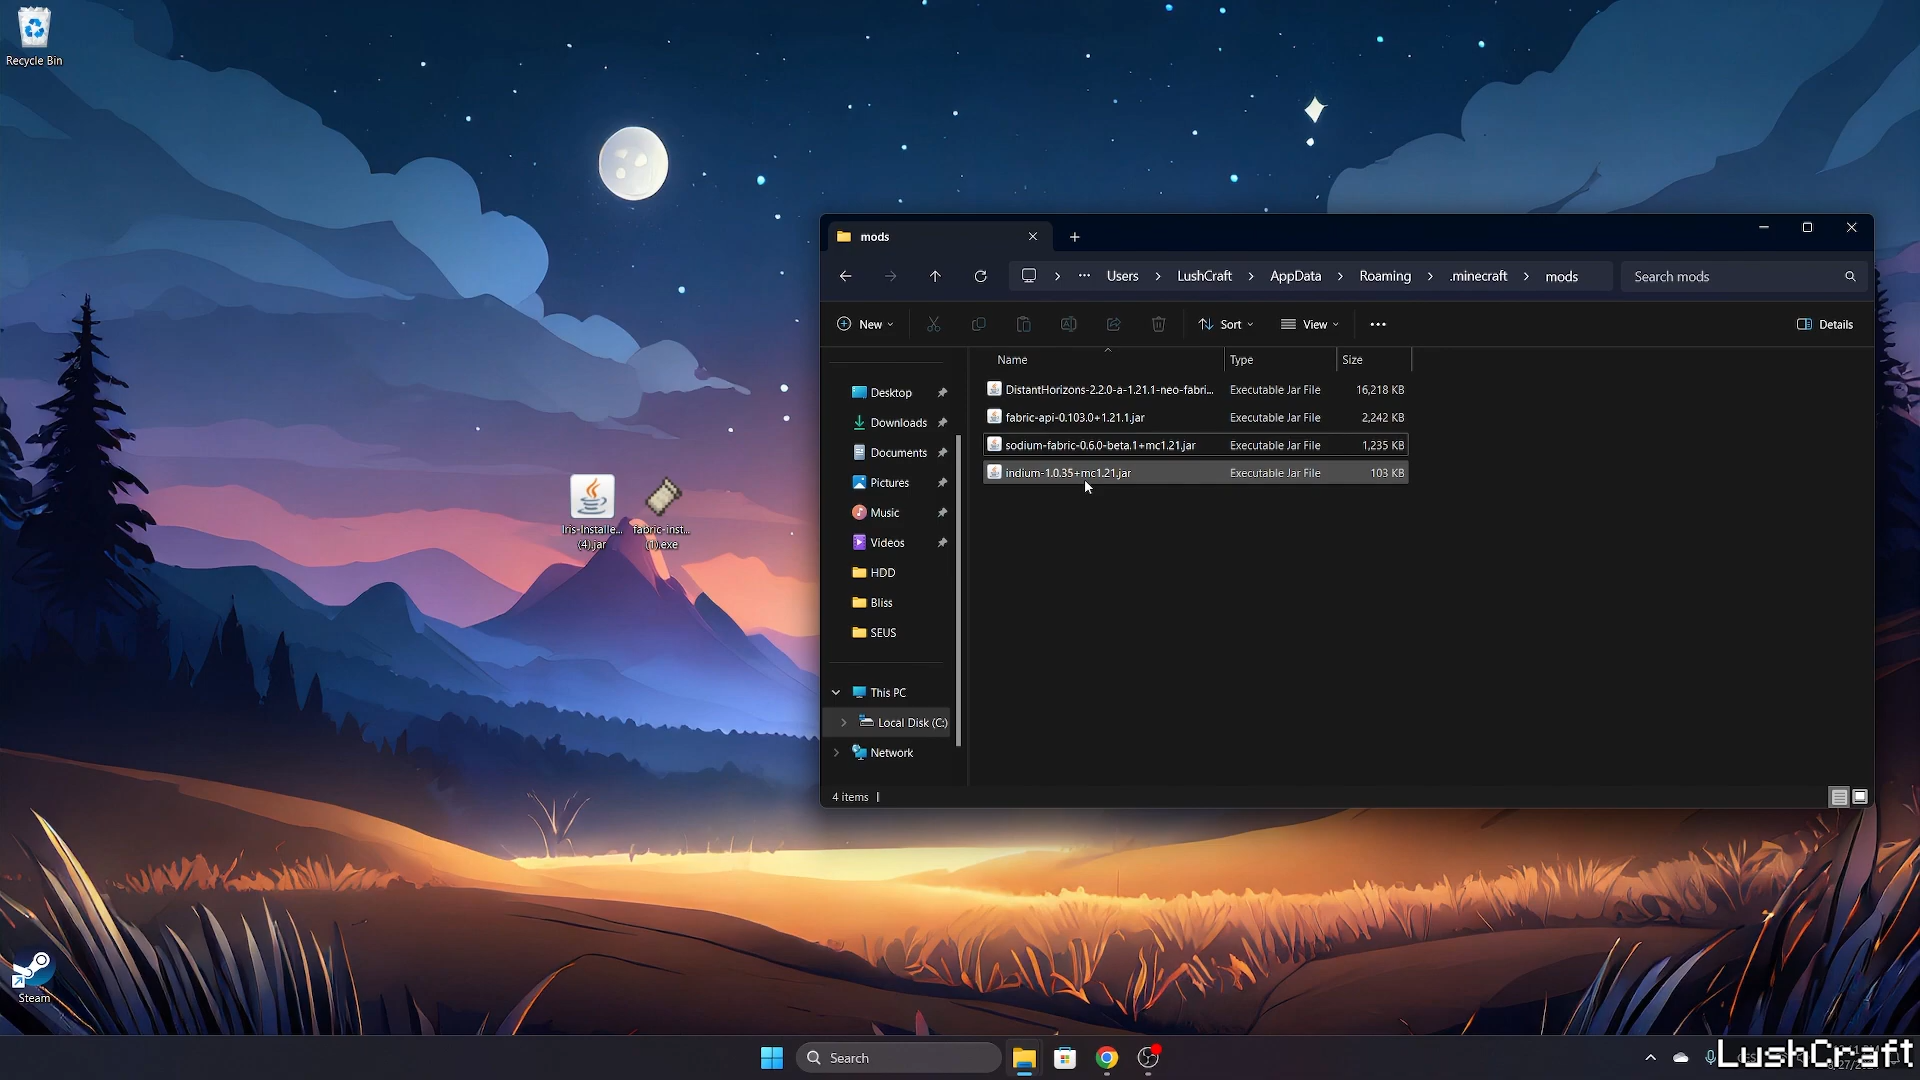 Recycle Bin
mods
Users
LushCraft
AppData
Roaming
.minecraft
mods
Search mods
New
Sort
View
Details
Name
Type
Size
Desktop
Downloads
Documents
Pictures
Music
Videos
HDD
Bliss
SEUS
This PC
Local Disk (C:)
Network
DistantHorizons-2.2.0-a-1.21.1-neo-fabri...
Executable Jar File
16,218 KB
fabric-api-0.103.0+1.21.1.jar
Executable Jar File
2,242 KB
sodium-fabric-0.6.0-beta.1+mc1.21.jar
Executable Jar File
1,235 KB
indium-1.0.35+mc1.21.jar
Executable Jar File
103 KB
Iris-Installe...
(4).jar
fabric-inst...
(1).exe
4 items
Steam
Search
LushCraft